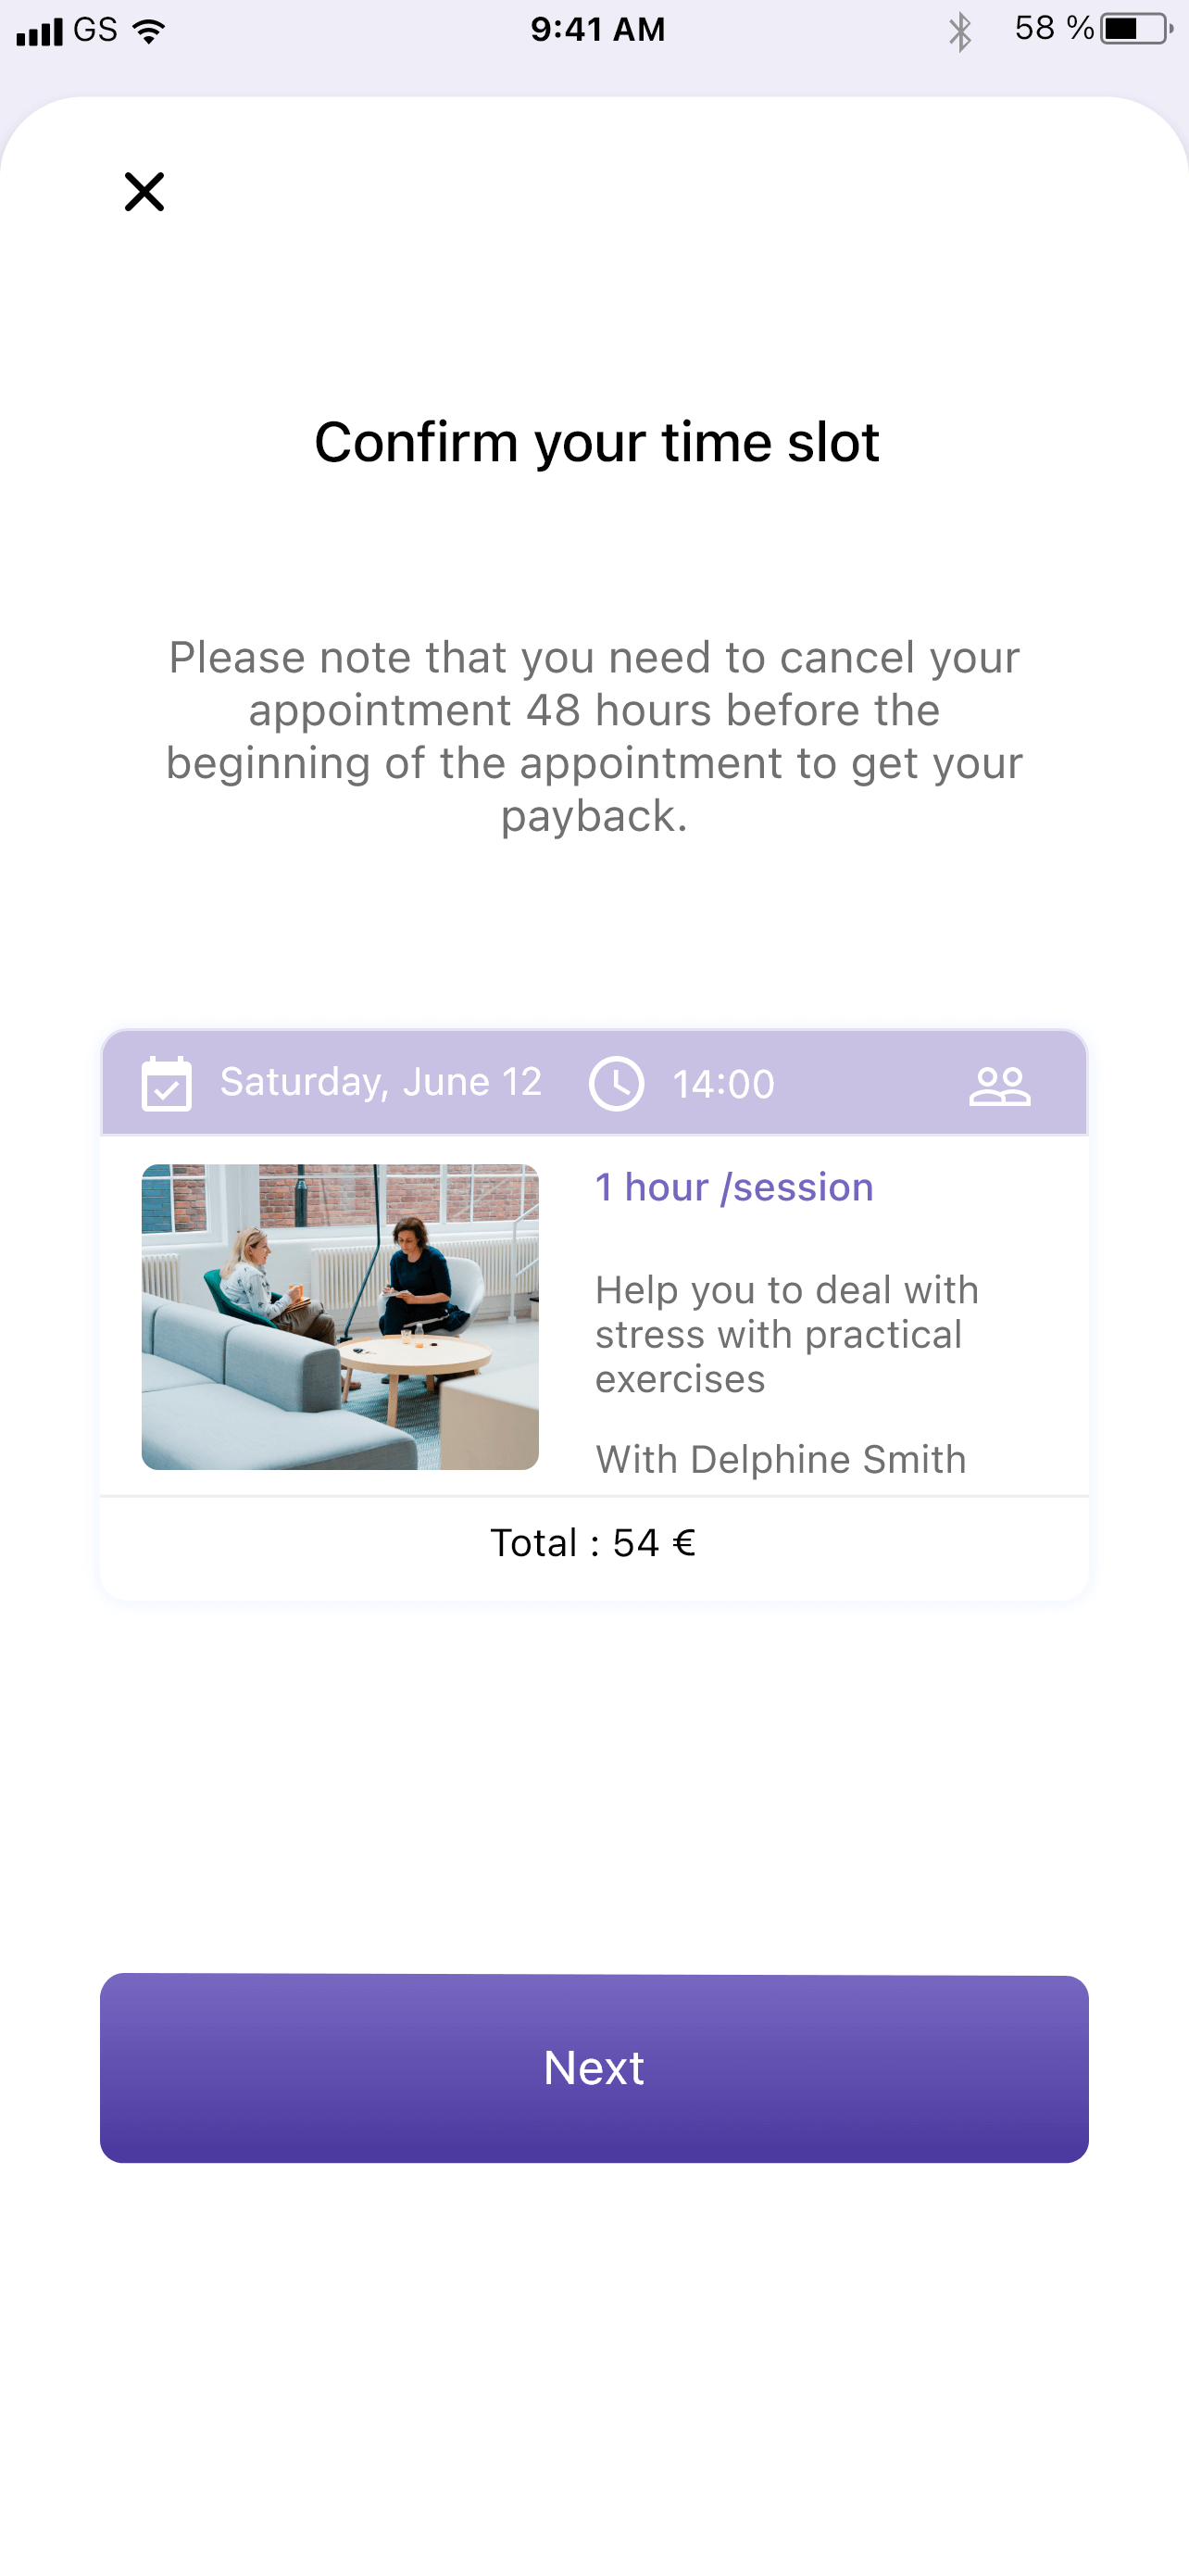 GS 9:41 AM 58 %
Confirm your time slot
Please note that you need to cancel your
appointment 48 hours before the
beginning of the appointment to get your
payback.
Saturday, June 12 14:00
1 hour /session
Help you to deal with
stress with practical
exercises
With Delphine Smith
Total : 54 €
Next